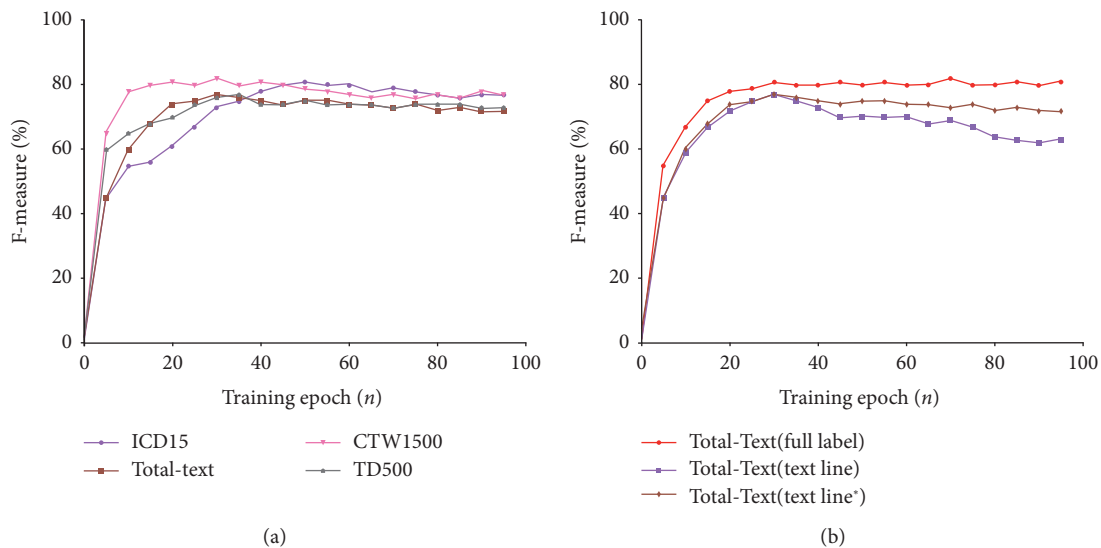 100
80
60
40
20
0
F-measure (%)
0 20 40 60 80 100
Training epoch (n)
ICD15
CTW1500
Total-text
TD500
(a)
100
80
60
40
20
0
F-measure (%)
0 20 40 60 80 100
Training epoch (n)
Total-Text(full label)
Total-Text(text line)
Total-Text(text line*)
(b)